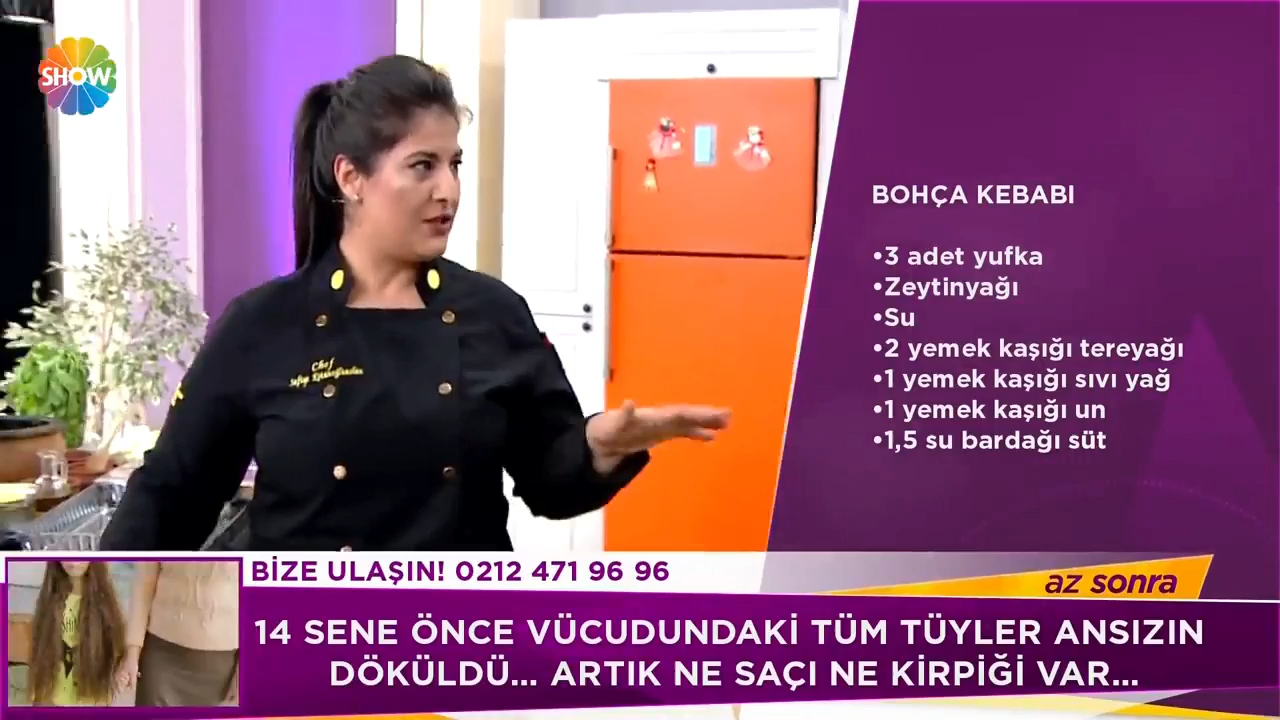 SHOW
BOHÇA KEBABI
•3 adet yufka
•Zeytinyağı
•Su
•2 yemek kaşığı tereyağı
•1 yemek kaşığı sıvı yağ
•1 yemek kaşığı un
•1,5 su bardağı süt
Chef
BİZE ULAŞIN! 0212 471 96 96
az sonra
14 SENE ÖNCE VÜCUDUNDAKİ TÜM TÜYLER ANSIZIN
DÖKÜLDÜ... ARTIK NE SAÇI NE KİRPİĞİ VAR...